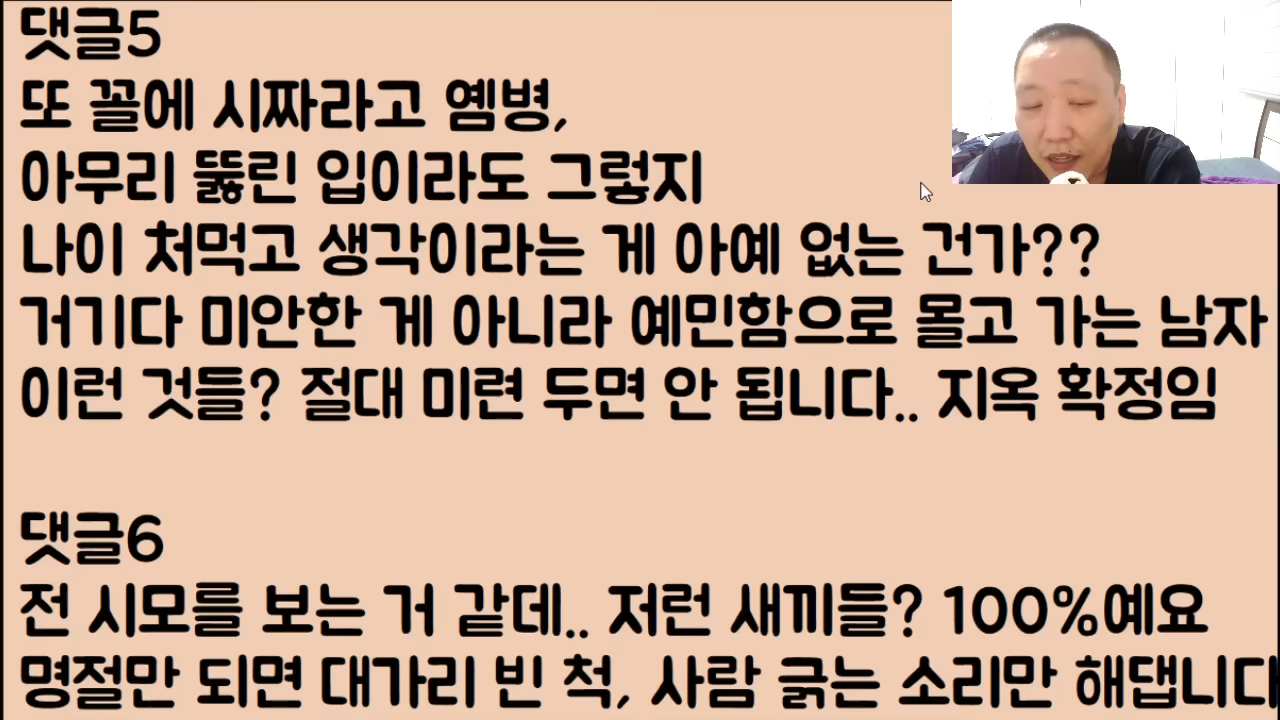 댓글5
또 꼴에 시짜라고 옘병,
아무리 뚫린 입이라도 그렇지
나이 처먹고 생각이라는 게 아예 없는 건가??
거기다 미안한 게 아니라 예민함으로 몰고 가는 남자
이런 것들? 절대 미련 두면 안 됩니다.. 지옥 확정임
댓글6
전 시모를 보는 거 같데.. 저런 새끼들? 100%예요
명절만 되면 대가리 빈 척, 사람 긁는 소리만 해댑니다